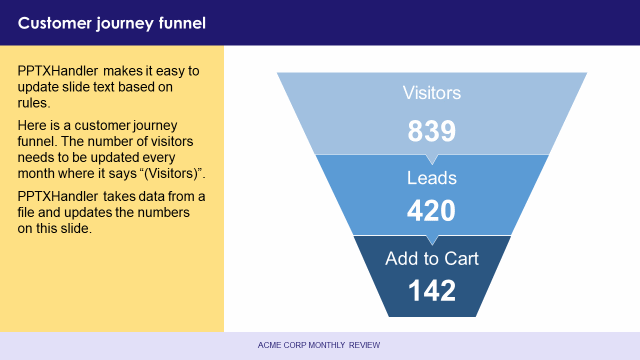 Customer journey funnel
PPTXHandler makes it easy to
update slide text based on
rules.
Here is a customer journey
funnel. The number of visitors
needs to be updated every
month where it says “(Visitors)”.
PPTXHandler takes data from a
file and updates the numbers
on this slide.
Visitors
839
Leads
420
Add to Cart
142
ACME CORP MONTHLY REVIEW